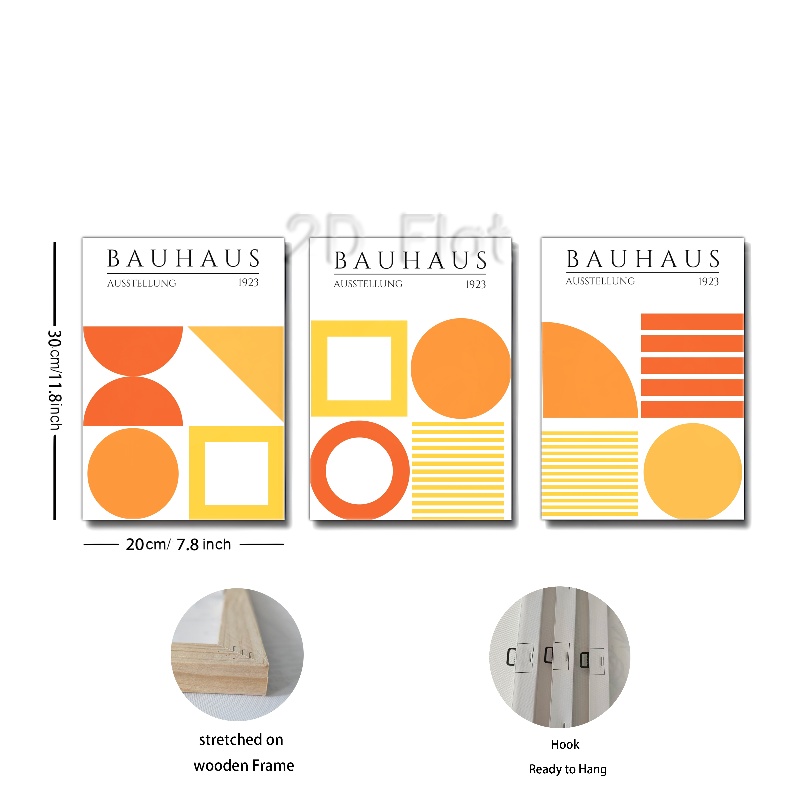 2D Flat
BAUHAUS
AUSSTELLUNG 1923
BAUHAUS
AUSSTELLUNG 1923
BAUHAUS
AUSSTELLUNG 1923
30cm/11.8inch
20cm/ 7.8 inch
stretched on
wooden Frame
Hook
Ready to Hang